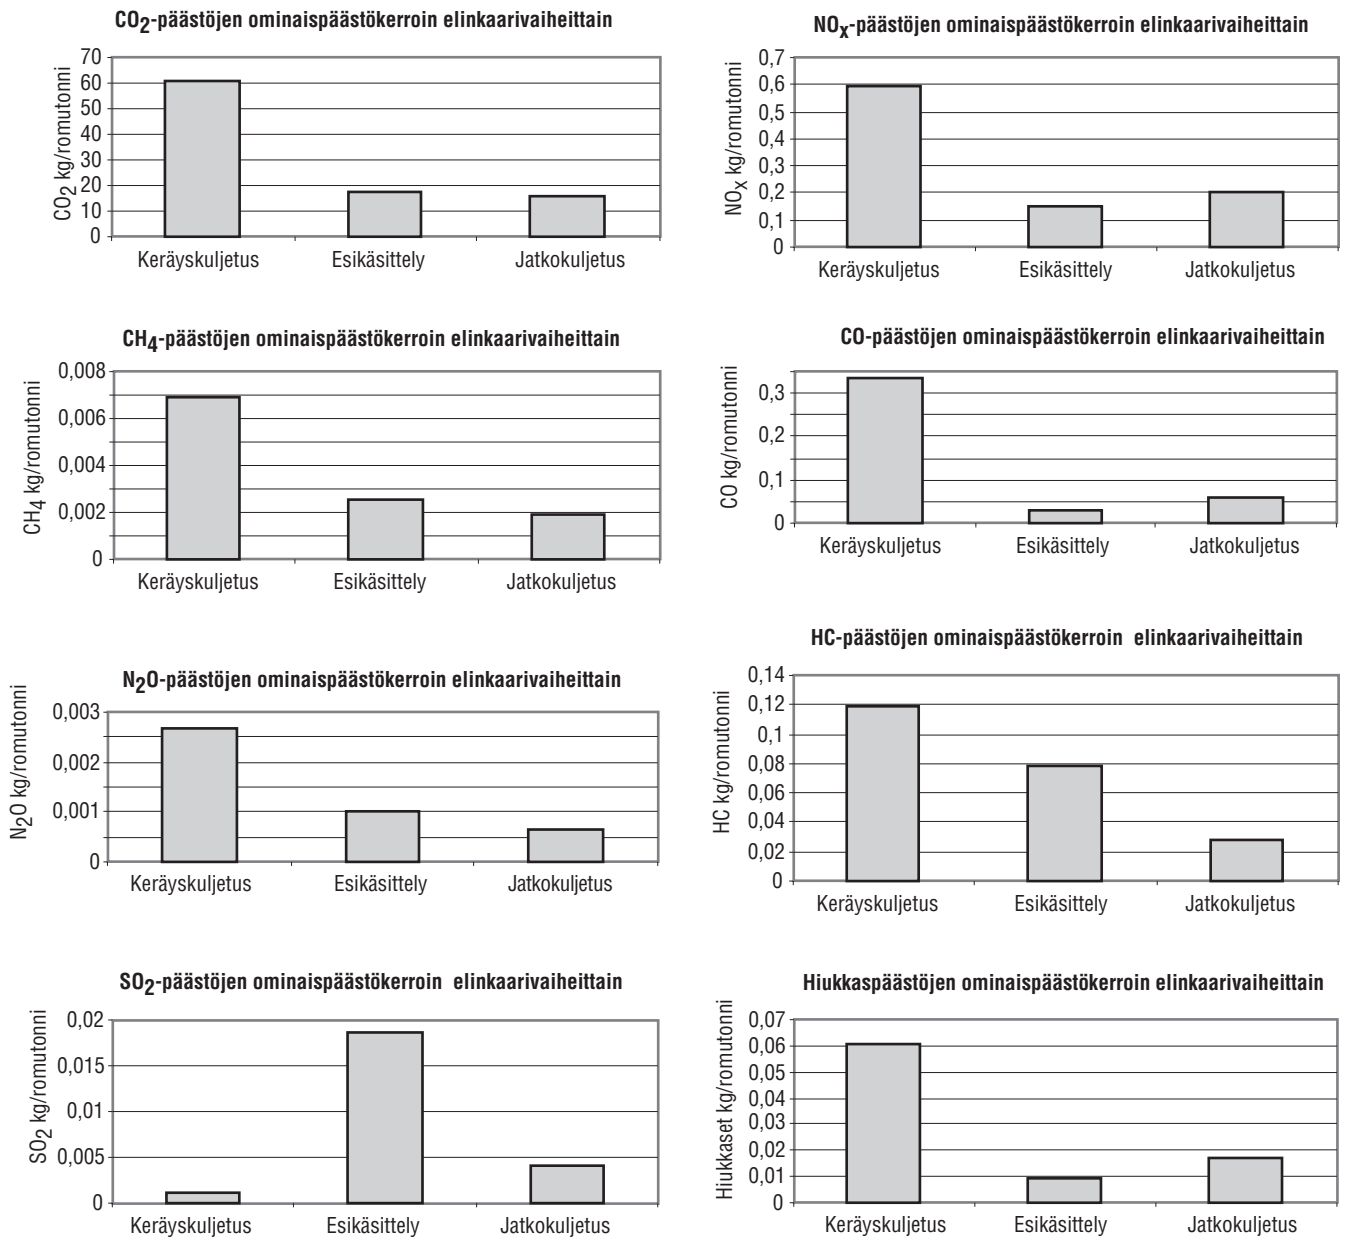 CO2-päästöjen ominaispäästökerroin elinkaarivaiheittain
CO2 kg/romutonni
70
60
50
40
30
20
10
0
Keräyskuljetus Esikäsittely Jatkokuljetus
NOx-päästöjen ominaispäästökerroin elinkaarivaiheittain
NOx kg/romutonni
0,7
0,6
0,5
0,4
0,3
0,2
0,1
0
Keräyskuljetus Esikäsittely Jatkokuljetus
CH4-päästöjen ominaispäästökerroin elinkaarivaiheittain
CH4 kg/romutonni
0,008
0,006
0,004
0,002
0
Keräyskuljetus Esikäsittely Jatkokuljetus
CO-päästöjen ominaispäästökerroin elinkaarivaiheittain
CO kg/romutonni
0,3
0,2
0,1
0
Keräyskuljetus Esikäsittely Jatkokuljetus
N2O-päästöjen ominaispäästökerroin elinkaarivaiheittain
N2O kg/romutonni
0,003
0,002
0,001
0
Keräyskuljetus Esikäsittely Jatkokuljetus
HC-päästöjen ominaispäästökerroin elinkaarivaiheittain
HC kg/romutonni
0,14
0,12
0,1
0,08
0,06
0,04
0,02
0
Keräyskuljetus Esikäsittely Jatkokuljetus
SO2-päästöjen ominaispäästökerroin elinkaarivaiheittain
SO2 kg/romutonni
0,02
0,015
0,01
0,005
0
Keräyskuljetus Esikäsittely Jatkokuljetus
Hiukkaspäästöjen ominaispäästökerroin elinkaarivaiheittain
Hiukkaset kg/romutonni
0,07
0,06
0,05
0,04
0,03
0,02
0,01
0
Keräyskuljetus Esikäsittely Jatkokuljetus